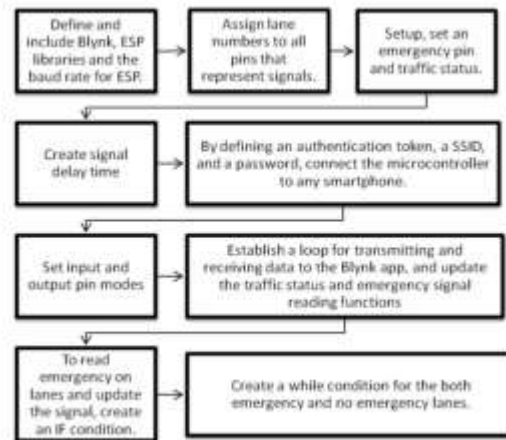 Define and
include Blynk, ESP
libraries and the
baud rate for ESP.
Assign lane
numbers to all
pins that
represent signals.
Setup, set an
emergency pin
and traffic status.
Create signal
delay time
By defining an authentication token, a SSID,
and a password, connect the microcontroller
to any smartphone.
Set input and
output pin modes
Establish a loop for transmitting and
receiving data to the Blynk app, and update
the traffic status and emergency signal
reading functions
To read
emergency on
lanes and update
the signal, create
an IF condition.
Create a while condition for the both
emergency and no emergency lanes.